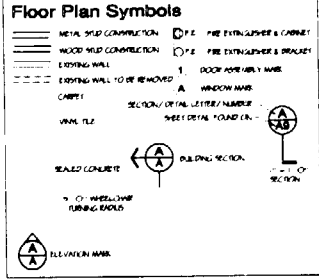 Floor Plan Symbols
METAL STUD CONSTRUCTION
WOOD STUD CONSTRUCTION
EXISTING WALL
EXISTING WALL TO BE REMOVED
CARPET
VINYL TILE
SEALED CONCRETE
WHEELCHAIR
TURNING RADIUS
A
ELEVATION MARK
F.E. FIRE EXTINGUISHER & CABINET
F.E. FIRE EXTINGUISHER & BRACKET
1 DOOR ASSEMBLY MARK
A WINDOW MARK
SECTION/DETAIL LETTER/NUMBER
SHEET DETAIL FOUND ON
A
A9
A
A
BUILDING SECTION
SECTION